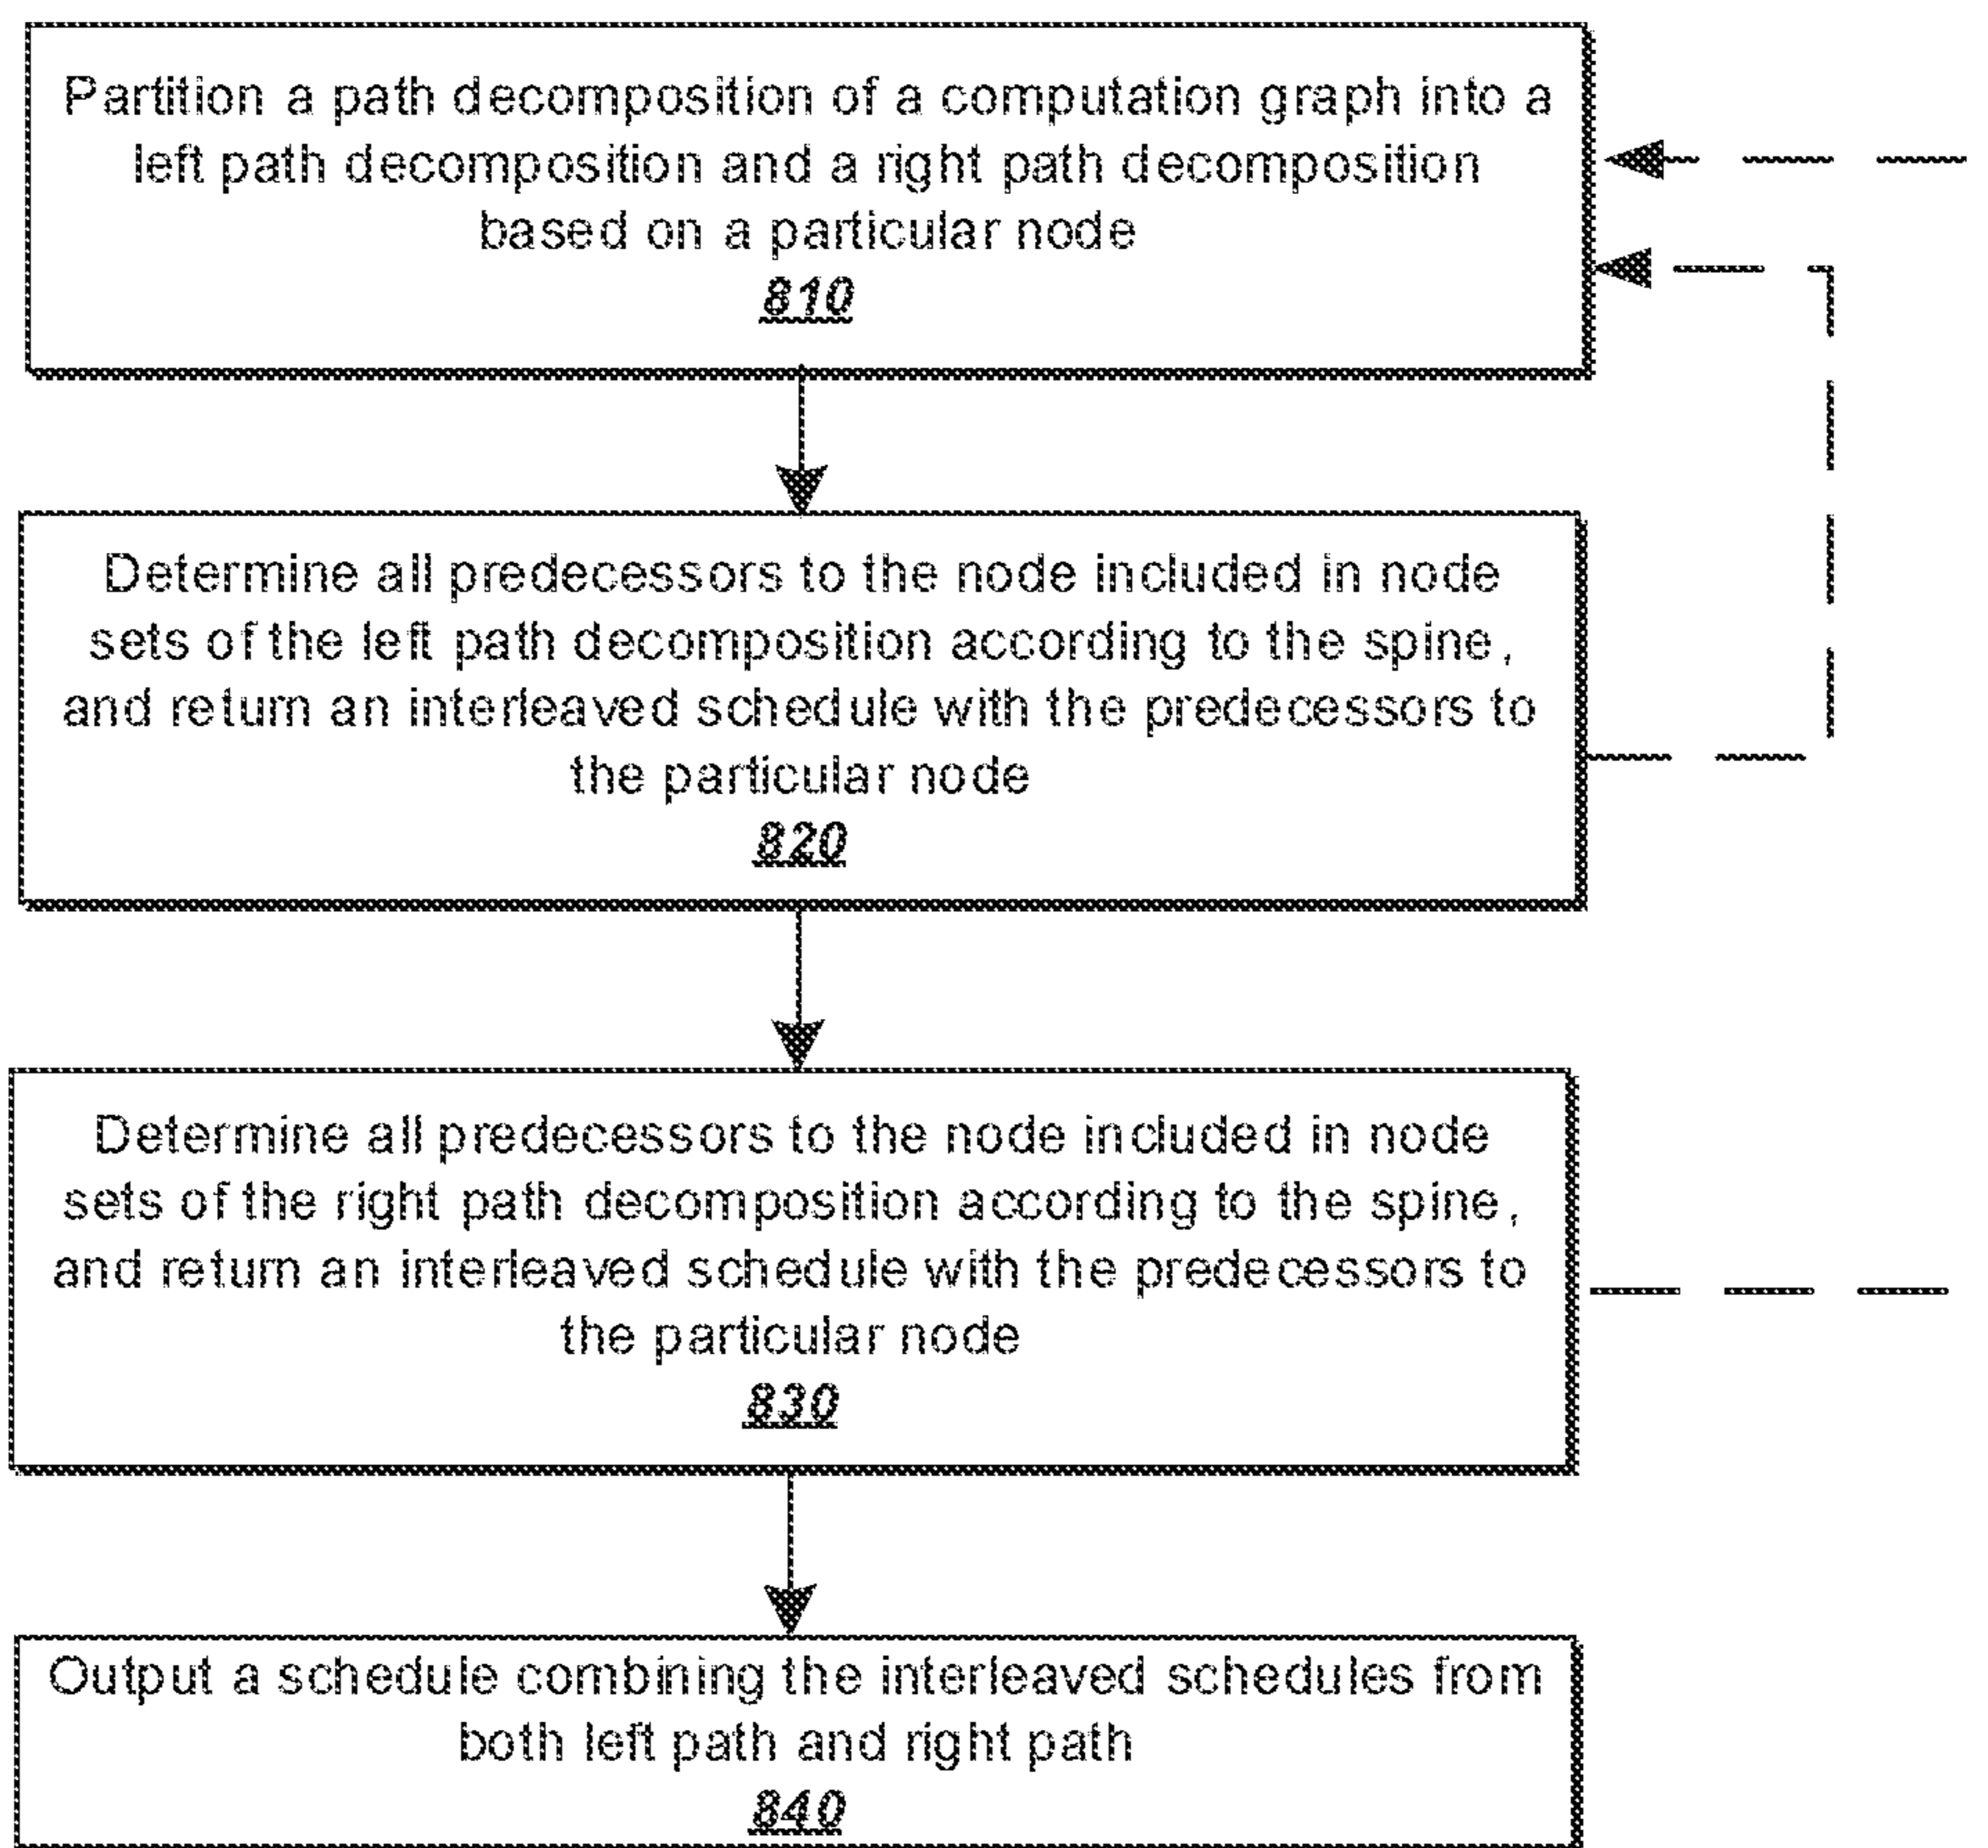 Partition a path decomposition of a computation graph into a
left path decomposition and a right path decomposition
based on a particular node
810
Determine all predecessors to the node included in node
sets of the left path decomposition according to the spine,
and return an interleaved schedule with the predecessors to
the particular node
820
Determine all predecessors to the node included in node
sets of the right path decomposition according to the spine,
and return an interleaved schedule with the predecessors to
the particular node
830
Output a schedule combining the interleaved schedules from
both left path and right path
840